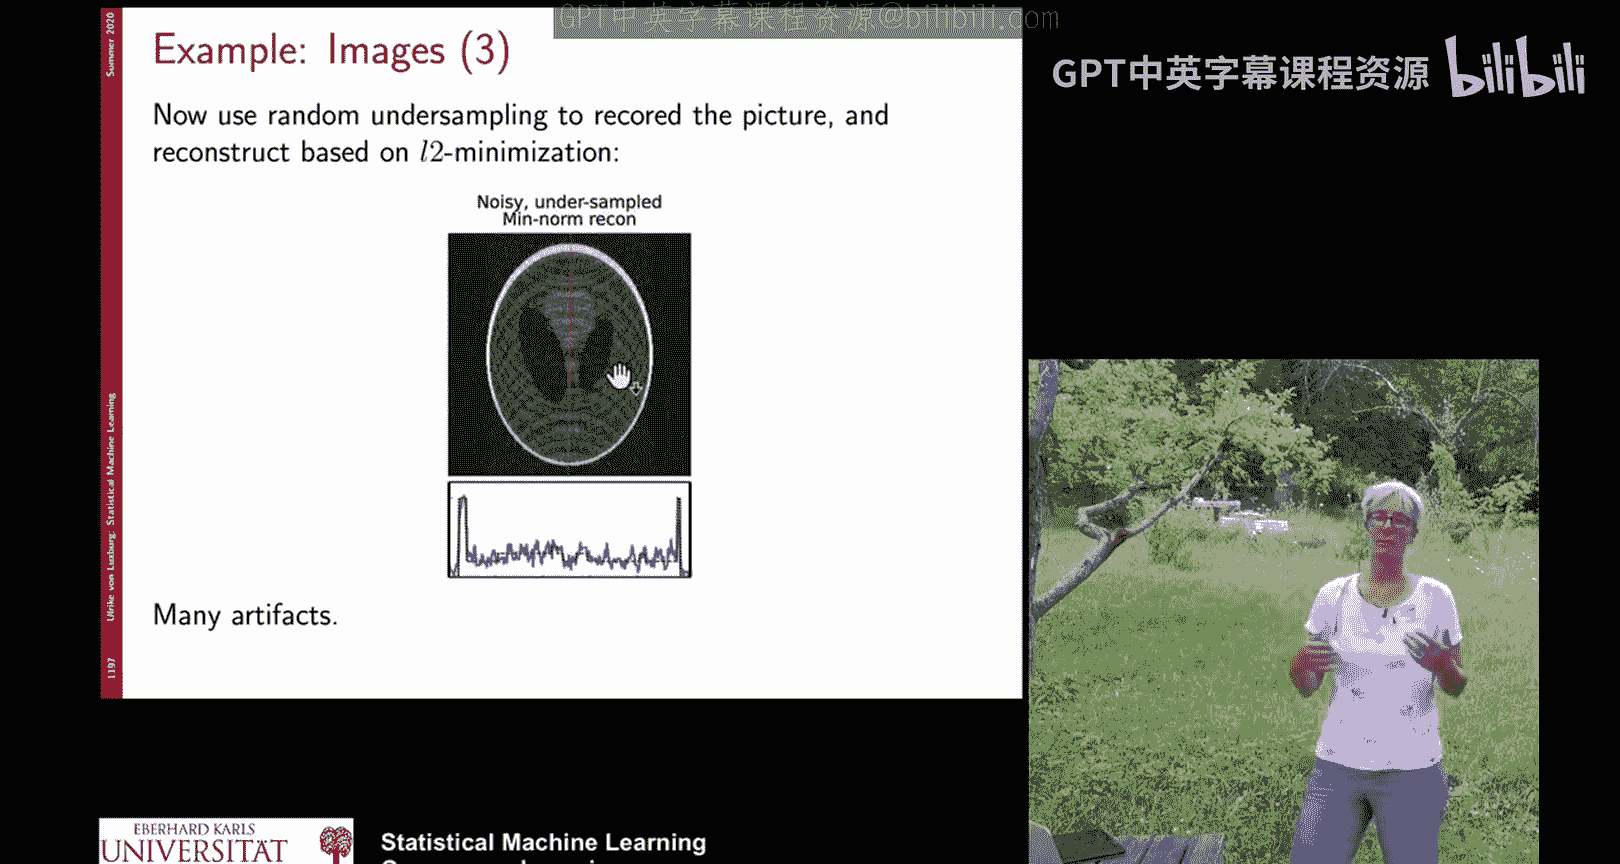 GPT中英字幕课程资源@bilibili.com
GPT中英字幕课程资源 bilibili
Summer 2020
Ulrike von Luxburg: Statistical Machine Learning
1197
Example: Images (3)
Now use random undersampling to recored the picture, and
reconstruct based on l2-minimization:
Noisy, under-sampled
Min-norm recon
Many artifacts.
EBERHARD KARLS
UNIVERSITÄT
Statistical Machine Learning